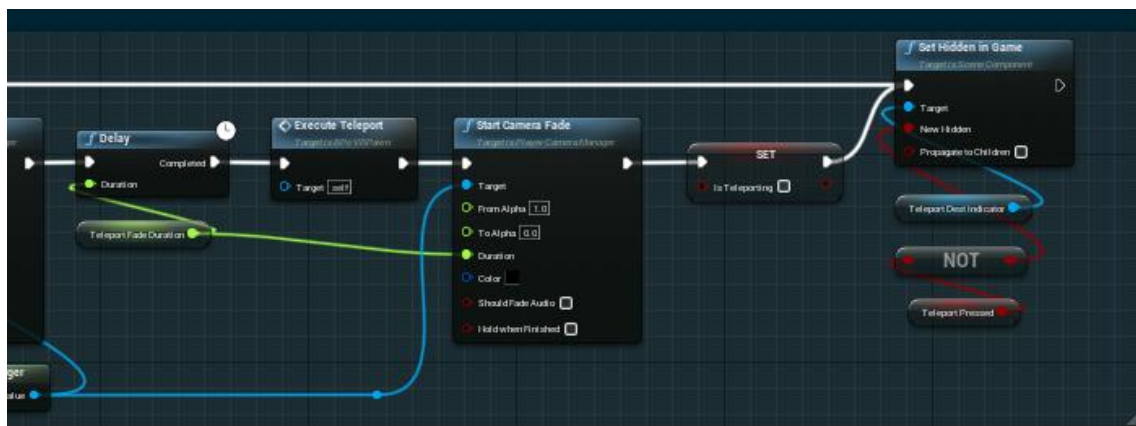 Set Hidden in Game
Target is Scene Component
Target
New Hidden
Propagate to Children
Delay
Completed
Duration
Teleport Fade Duration
Execute Teleport
Target self
Start Camera Fade
Target is Player Camera Manager
Target
From Alpha 1.0
To Alpha 0.0
Duration
Color
Should Fade Audio
Hold when Finished
SET
Is Teleporting
Teleport Dest Indicator
NOT
Teleport Pressed
ger
alue